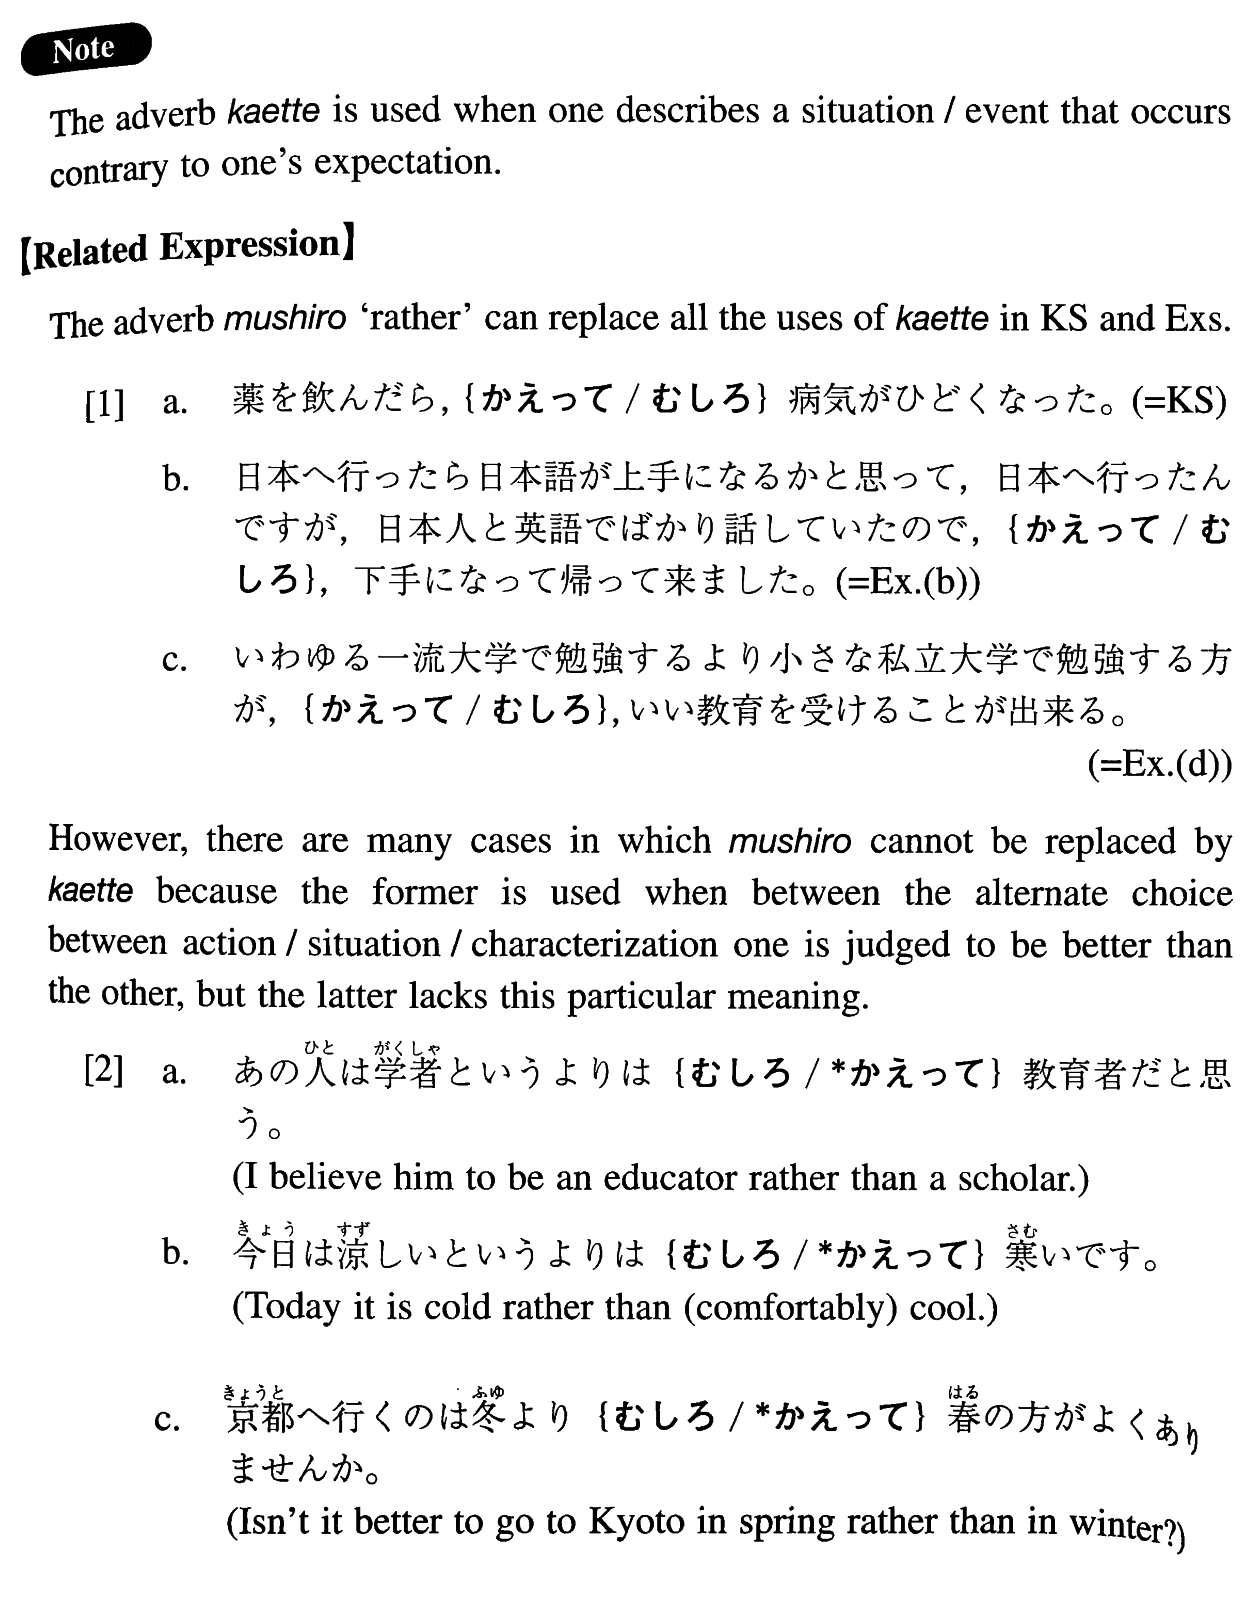 Note
The adverb kaette is used when one describes a situation / event that occurs
contrary to one's expectation.
【Related Expression】
The adverb mushiro 'rather' can replace all the uses of kaette in KS and Exs.
[1] a. 薬を飲んだら, {かえって / むしろ} 病気がひどくなった。(=KS)
b. 日本へ行ったら日本語が上手になるかと思って, 日本へ行ったん
ですが, 日本人と英語でばかり話していたので, {かえって / む
しろ}, 下手になって帰って来ました。(=Ex.(b))
c. いわゆる一流大学で勉強するより小さな私立大学で勉強する方
が, {かえって / むしろ}, いい教育を受けることが出来る。
(=Ex.(d))
However, there are many cases in which mushiro cannot be replaced by
kaette because the former is used when between the alternate choice
between action / situation / characterization one is judged to be better than
the other, but the latter lacks this particular meaning.
ひと がくしゃ
[2] a. あの人は学者というよりは {むしろ / *かえって} 教育者だと思
う。
(I believe him to be an educator rather than a scholar.)
きょう すず さむ
b. 今日は涼しいというよりは {むしろ / *かえって} 寒いです。
(Today it is cold rather than (comfortably) cool.)
きょうと ふゆ はる
c. 京都へ行くのは冬より {むしろ / *かえって} 春の方がよくあり
ませんか。
(Isn't it better to go to Kyoto in spring rather than in winter?)